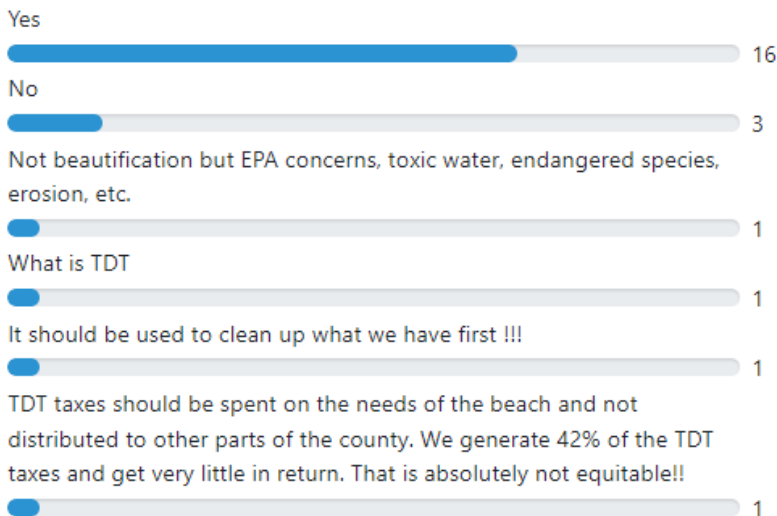 Yes
16
No
3
Not beautification but EPA concerns, toxic water, endangered species,
erosion, etc.
1
What is TDT
1
It should be used to clean up what we have first !!!
1
TDT taxes should be spent on the needs of the beach and not
distributed to other parts of the county. We generate 42% of the TDT
taxes and get very little in return. That is absolutely not equitable!!
1